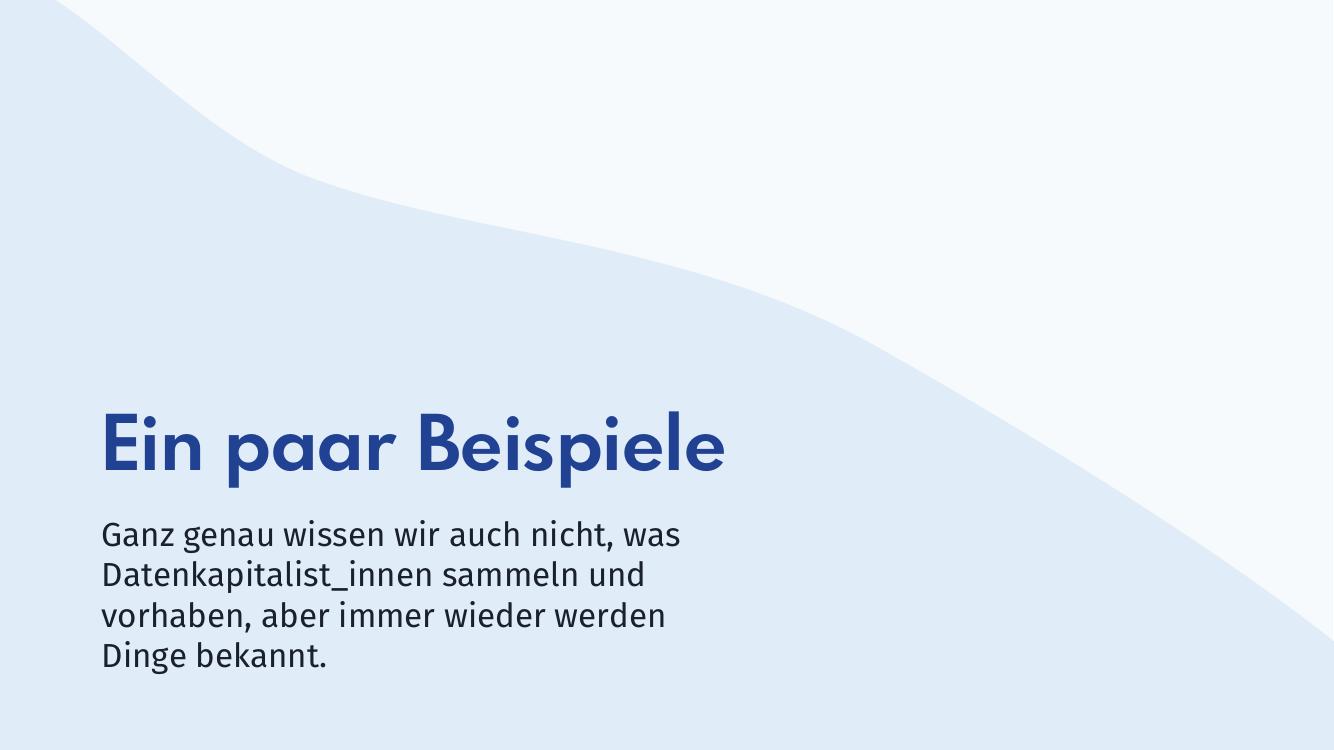 Ein paar Beispiele
Ganz genau wissen wir auch nicht, was
Datenkapitalist_innen sammeln und
vorhaben, aber immer wieder werden
Dinge bekannt.